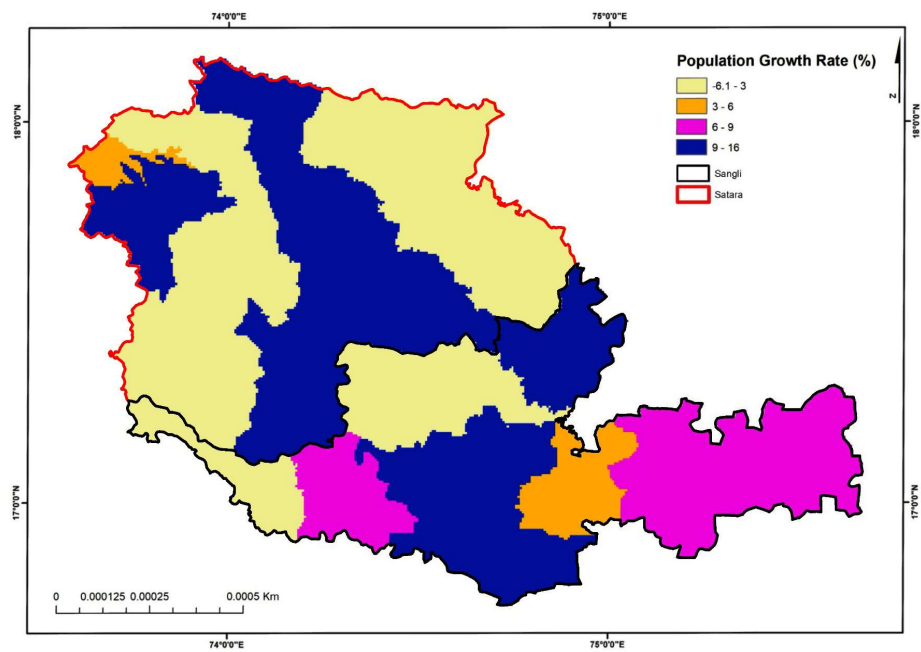 74°0'0"E 75°0'0"E
Population Growth Rate (%)
-6.1 - 3
3 - 6
6 - 9
9 - 16
Sangli
Satara
N
18°0'0"N 18°0'0"N
17°0'0"N 17°0'0"N
0 0.000125 0.00025 0.0005 Km
74°0'0"E 75°0'0"E